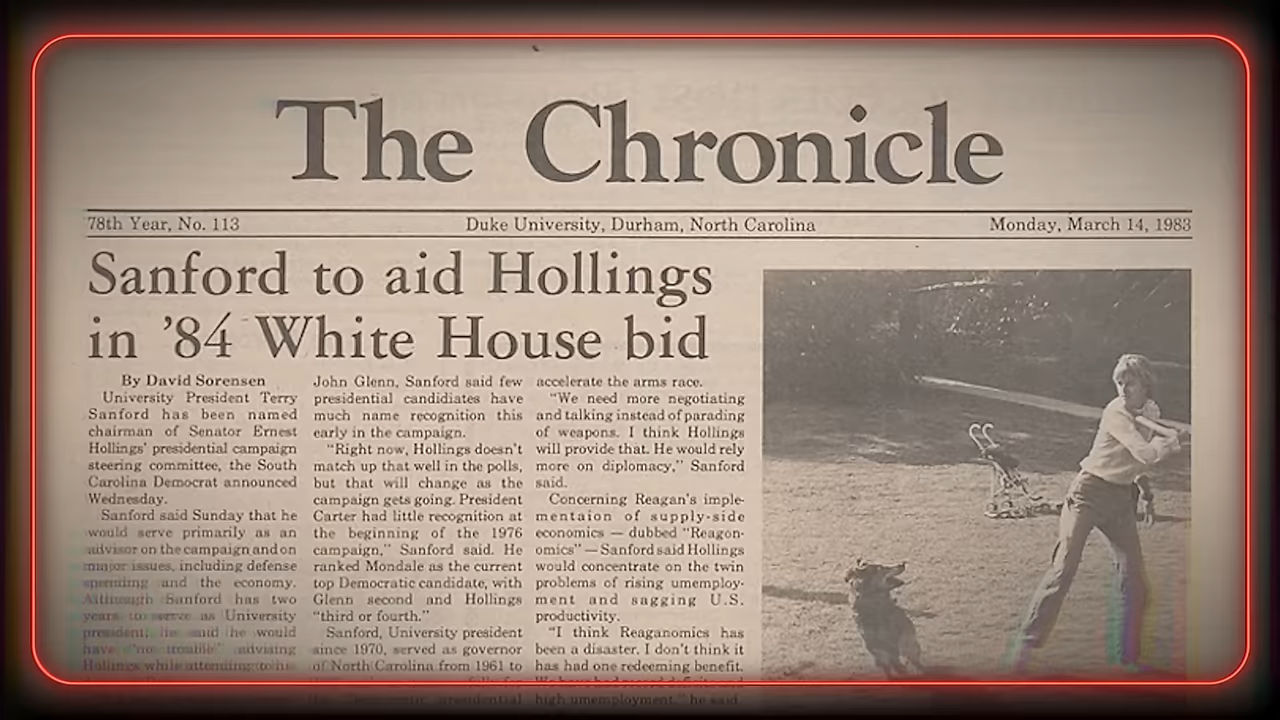 The Chronicle
78th Year, No. 113
Duke University, Durham, North Carolina
Monday, March 14, 1983
Sanford to aid Hollings
in '84 White House bid
By David Sorensen
University President Terry
Sanford has been named
chairman of Senator Ernest
Hollings' presidential campaign
steering committee, the South
Carolina Democrat announced
Wednesday.
Sanford said Sunday that he
would serve primarily as an
advisor on the campaign and on
major issues, including defense
spending and the economy.
Although Sanford has two
years to serve as University
president, he said he would
have "no trouble" advising
Hollings while attending to his
John Glenn, Sanford said few
presidential candidates have
much name recognition this
early in the campaign.
"Right now, Hollings doesn't
match up that well in the polls,
but that will change as the
campaign gets going. President
Carter had little recognition at
the beginning of the 1976
campaign," Sanford said. He
ranked Mondale as the current
top Democratic candidate, with
Glenn second and Hollings
"third or fourth."
Sanford, University president
since 1970, served as governor
of North Carolina from 1961 to
accelerate the arms race.
"We need more negotiating
and talking instead of parading
of weapons. I think Hollings
will provide that. He would rely
more on diplomacy," Sanford
said.
Concerning Reagan's imple-
mentaion of supply-side
economics — dubbed "Reagon-
omics" — Sanford said Hollings
would concentrate on the twin
problems of rising umemploy-
ment and sagging U.S.
productivity.
"I think Reaganomics has
been a disaster. I don't think it
has had one redeeming benefit.
high unemployment," he said.